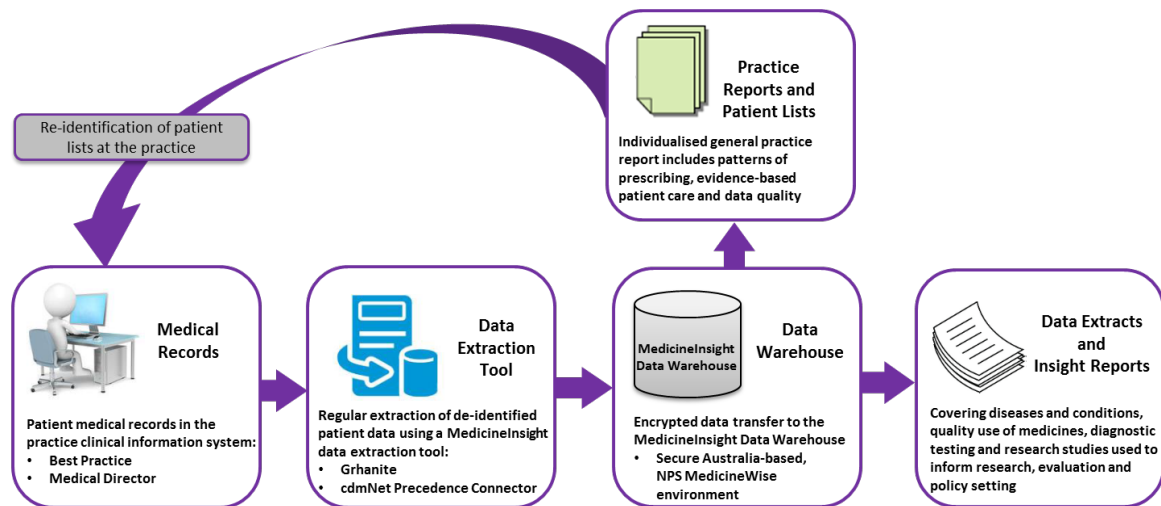 Practice
Reports and
Patient Lists
Individualised general practice
report includes patterns of
prescribing, evidence-based
patient care and data quality
Re-identification of patient
lists at the practice
Medical
Records
Patient medical records in the
practice clinical information system:
• Best Practice
• Medical Director
Data
Extraction
Tool
Regular extraction of de-identified
patient data using a MedicineInsight
data extraction tool:
• Grhanite
• cdmNet Precedence Connector
MedicineInsight
Data Warehouse
Data
Warehouse
Encrypted data transfer to the
MedicineInsight Data Warehouse
• Secure Australia-based,
NPS MedicineWise
environment
Data Extracts
and
Insight Reports
Covering diseases and conditions,
quality use of medicines, diagnostic
testing and research studies used to
inform research, evaluation and
policy setting